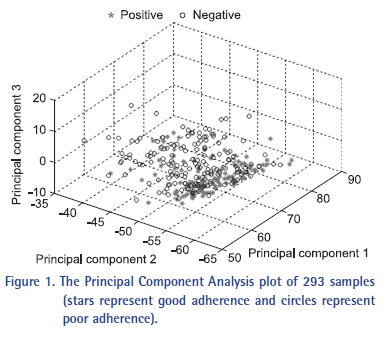 * Positive o Negative
Principal component 3
20
10
0
-10
-35
-40
-45
-50
-55
-60
-65
Principal component 2
50
60
70
80
90
Principal component 1
Figure 1. The Principal Component Analysis plot of 293 samples
(stars represent good adherence and circles represent
poor adherence).